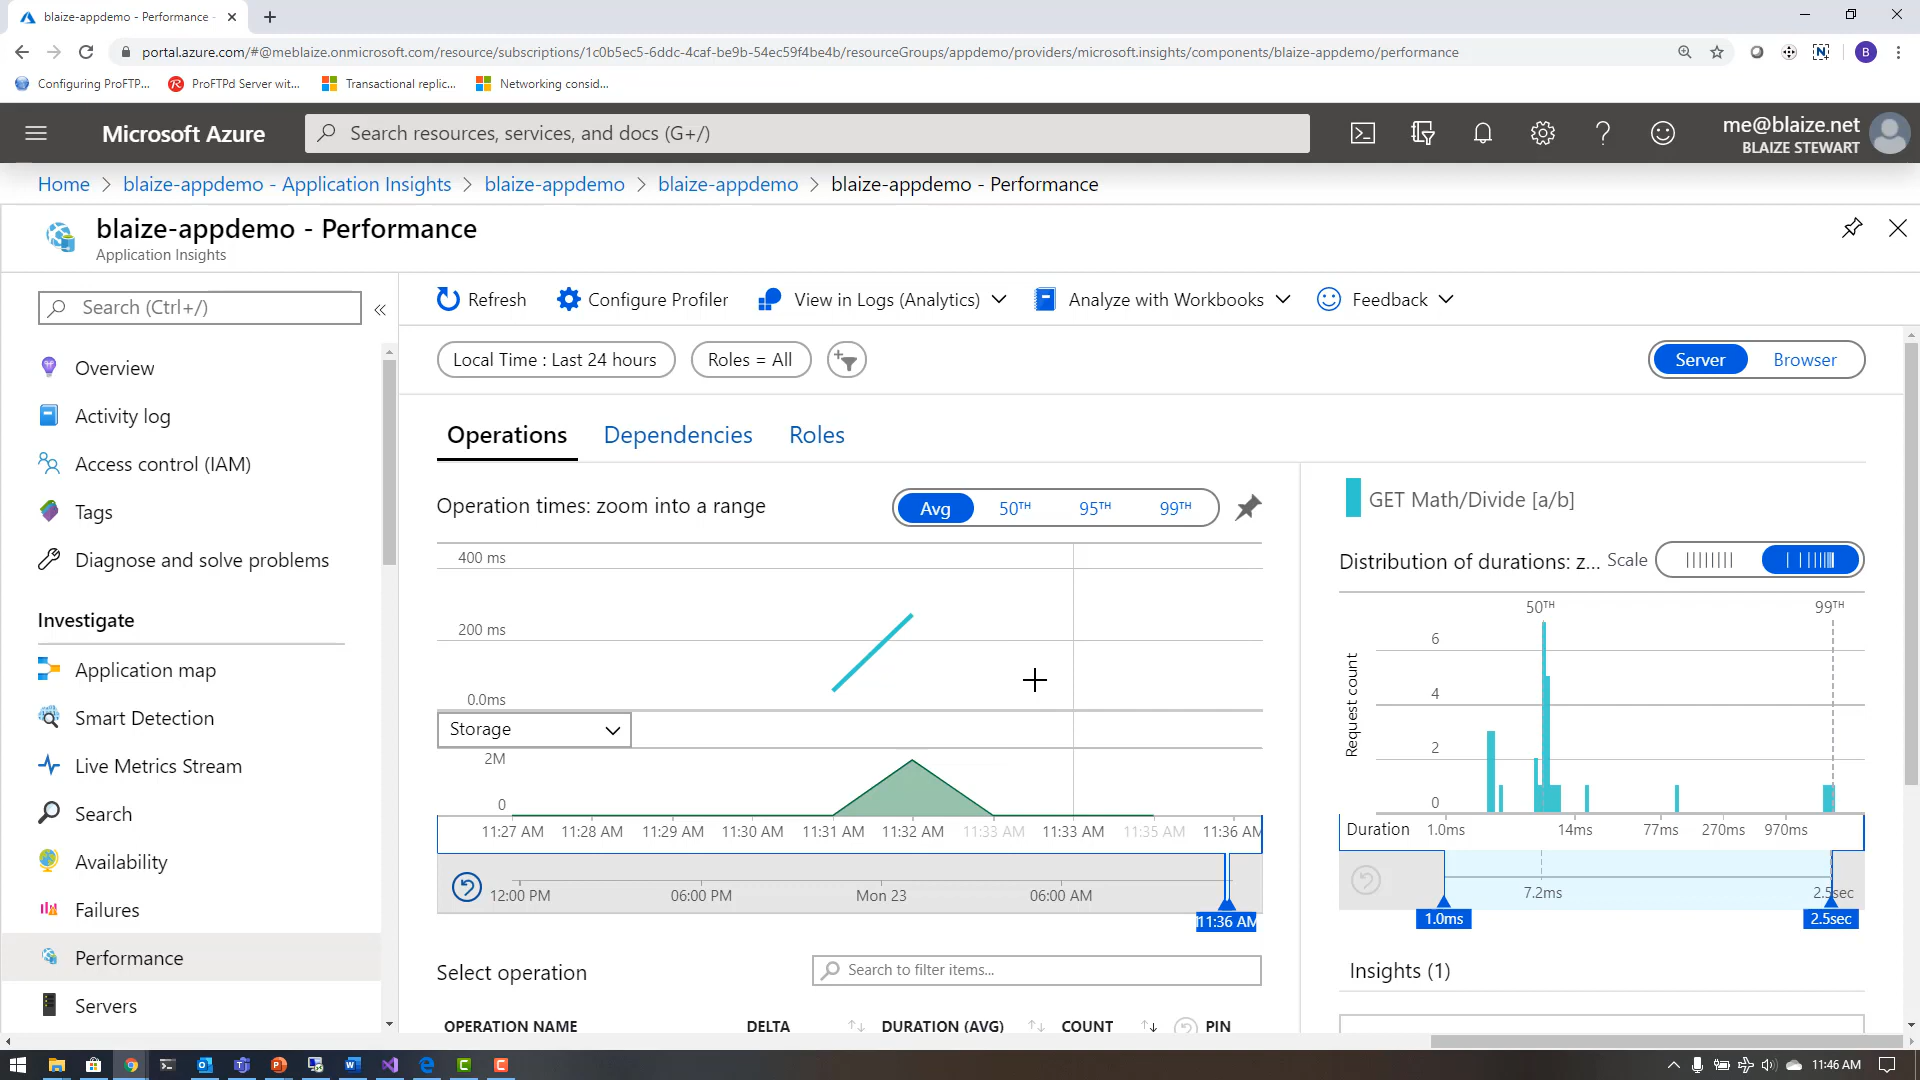 blaize-appdemo - Performance -
portal.azure.com/#@meblaize.onmicrosoft.com/resource/subscriptions/1c0b5ec5-6ddc-4caf-be9b-54ec59f4be4b/resourceGroups/appdemo/providers/microsoft.insights/components/blaize-appdemo/performance
B
Configuring ProFTP... ProFTPd Server wit... Transactional replic... Networking consid...
Microsoft Azure
Search resources, services, and docs (G+/)
me@blaize.net
BLAIZE STEWART
Home > blaize-appdemo - Application Insights > blaize-appdemo > blaize-appdemo > blaize-appdemo - Performance
blaize-appdemo - Performance
Application Insights
Search (Ctrl+/)
Overview
Activity log
Access control (IAM)
Tags
Diagnose and solve problems
Investigate
Application map
Smart Detection
Live Metrics Stream
Search
Availability
Failures
Performance
Servers
Refresh Configure Profiler View in Logs (Analytics) Analyze with Workbooks Feedback
Local Time : Last 24 hours Roles = All Server Browser
Operations Dependencies Roles
Operation times: zoom into a range Avg 50TH 95TH 99TH
400 ms
200 ms
0.0ms
Storage
2M
0
11:27 AM 11:28 AM 11:29 AM 11:30 AM 11:31 AM 11:32 AM 11:33 AM 11:33 AM 11:35 AM 11:36 AM
12:00 PM 06:00 PM Mon 23 06:00 AM
11:36 AM
Select operation Search to filter items...
OPERATION NAME DELTA DURATION (AVG) COUNT PIN
GET Math/Divide [a/b]
Distribution of durations: z... Scale
50TH 99TH
Request count
6
4
2
0
Duration 1.0ms 14ms 77ms 270ms 970ms
7.2ms 2.5sec
1.0ms 2.5sec
Insights (1)
11:46 AM